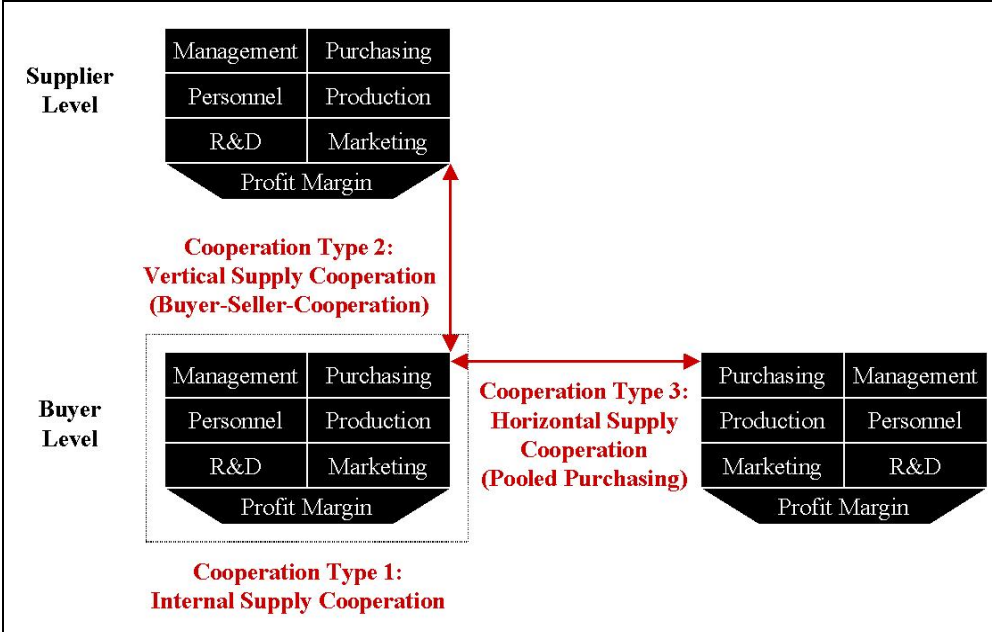 Supplier
Level
Management Purchasing
Personnel Production
R&D Marketing
Profit Margin
Cooperation Type 2:
Vertical Supply Cooperation
(Buyer-Seller-Cooperation)
Buyer
Level
Management Purchasing
Personnel Production
R&D Marketing
Profit Margin
Cooperation Type 3:
Horizontal Supply
Cooperation
(Pooled Purchasing)
Purchasing Management
Production Personnel
Marketing R&D
Profit Margin
Cooperation Type 1:
Internal Supply Cooperation